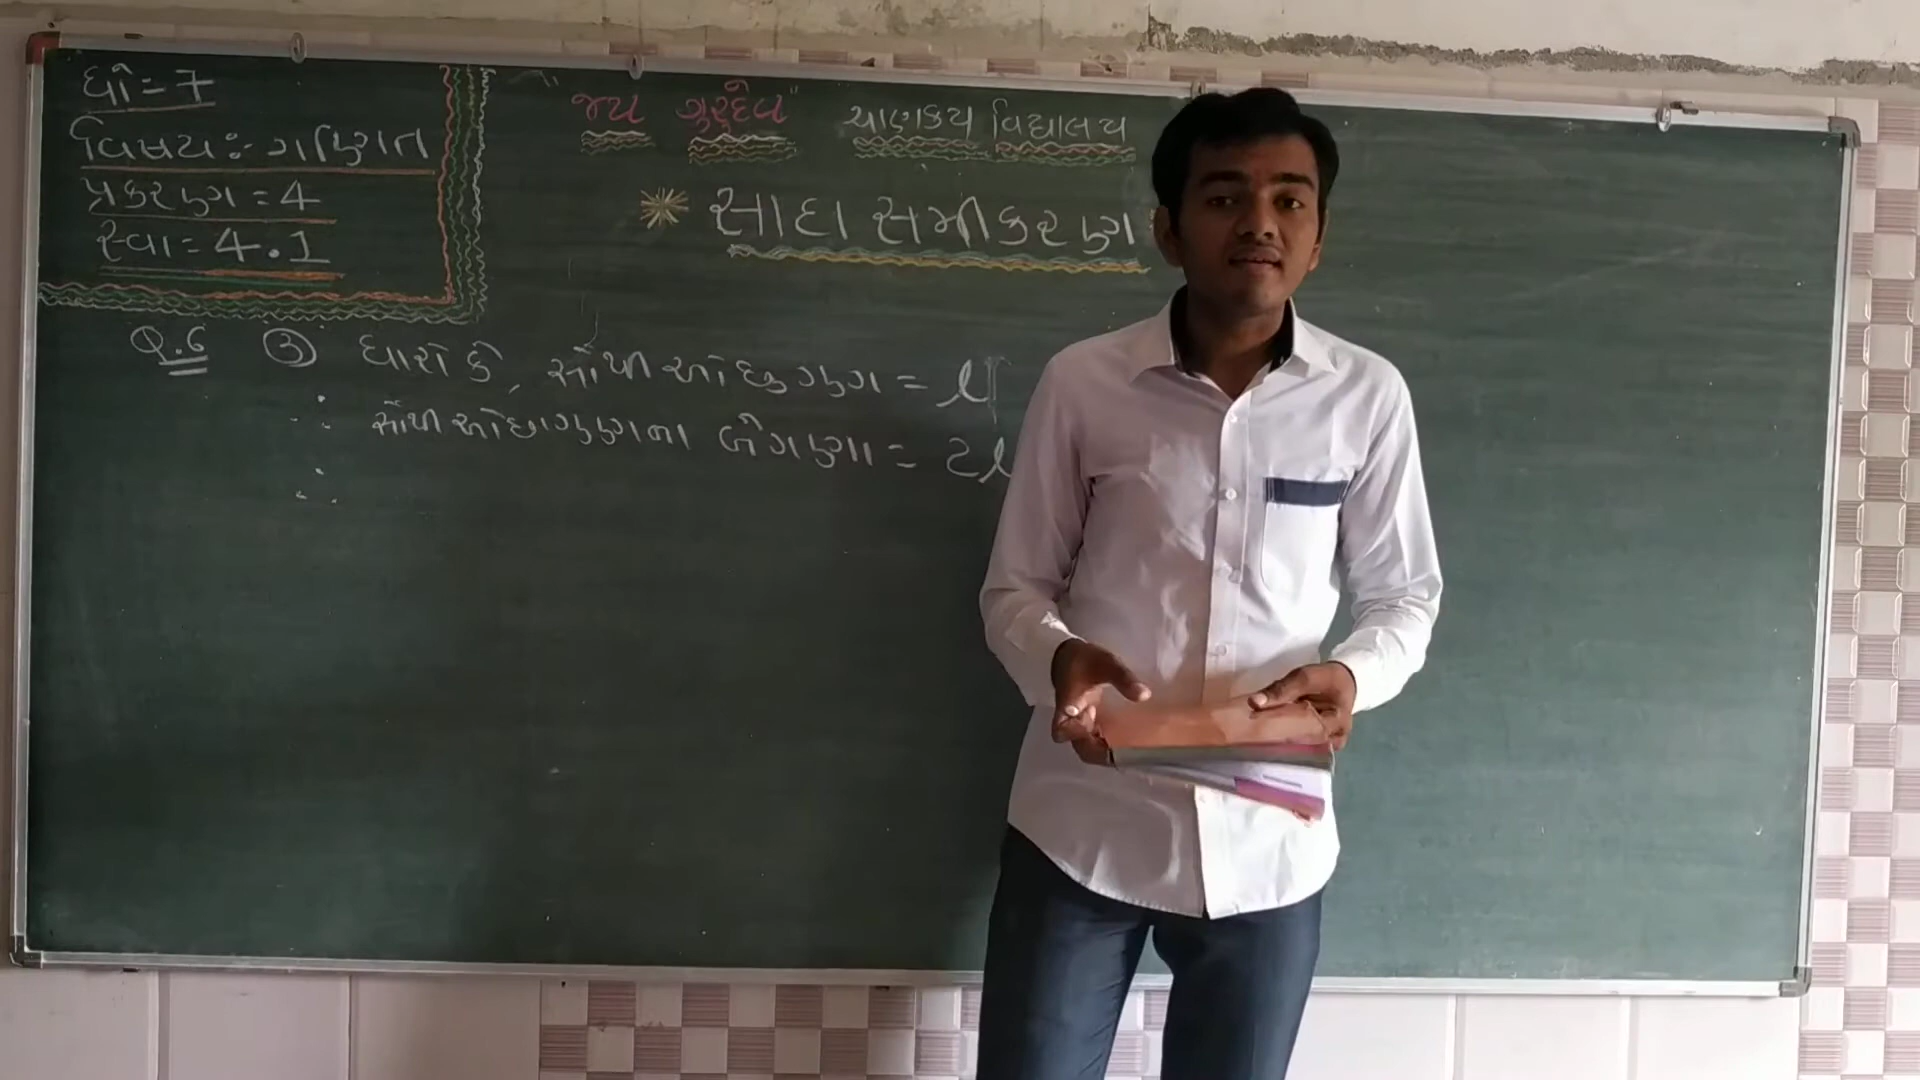 ધો = 7
વિષય :- ગણિત
પ્રકરણ = 4
સ્વા = 4.1
"જય ગુરુદેવ" ચાણક્ય વિદ્યાલય
સાદા સમીકરણ
Q.6 ③ ધારો કે, સૌથી ઓછા ગુણ = l
∴ સૌથી ઓછા ગુણના બેગણા = 2l
∴